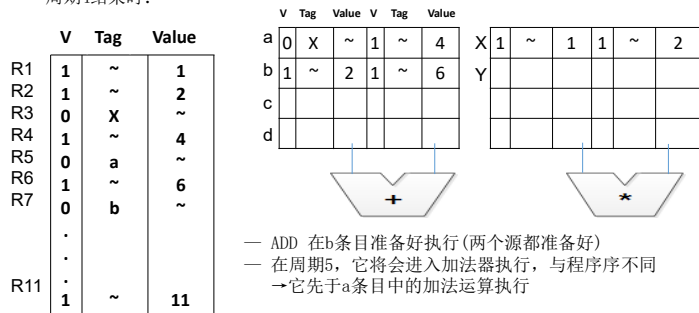 周期4结束时：
V Tag Value V Tag Value
V Tag Value
a 0 X ~ 1 ~ 4
b 1 ~ 2 1 ~ 6
c
d
X 1 ~ 1 1 ~ 2
Y
R1 1 ~ 1
R2 1 ~ 2
R3 0 X ~
R4 1 ~ 4
R5 0 a ~
R6 1 ~ 6
R7 0 b ~
.
.
.
R11 1 ~ 11
+
*
— ADD 在b条目准备好执行(两个源都准备好)
— 在周期5，它将会进入加法器执行，与程序序不同
→它先于a条目中的加法运算执行